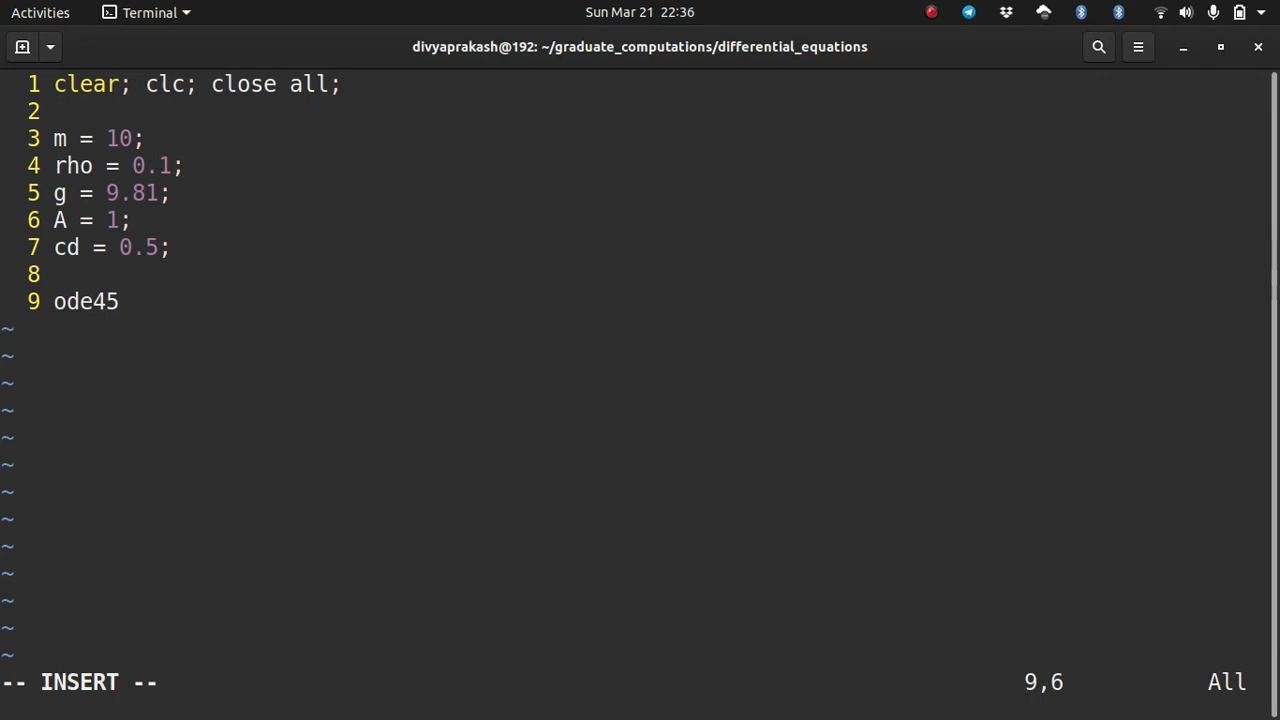 Activities Terminal Sun Mar 21 22:36
divyaprakash@192: ~/graduate_computations/differential_equations
1 clear; clc; close all;
2
3 m = 10;
4 rho = 0.1;
5 g = 9.81;
6 A = 1;
7 cd = 0.5;
8
9 ode45
~
~
~
~
~
~
~
~
~
~
~
~
~
-- INSERT -- 9,6 All